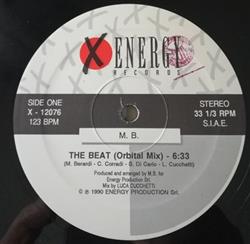 X ENERGY
RECORDS
SIDE ONE
X - 12076
123 BPM
STEREO
33 1/3 RPM
S.I.A.E.
M. B.
THE BEAT (Orbital Mix) - 6:33
(M. Berardi - C. Corradi - B. Di Carlo - L. Cucchetti)
Produced and arranged by M.B. for
Energy Production Srl.
Mix by LUCA CUCCHETTI
© ℗ 1990 ENERGY PRODUCTION Srl.